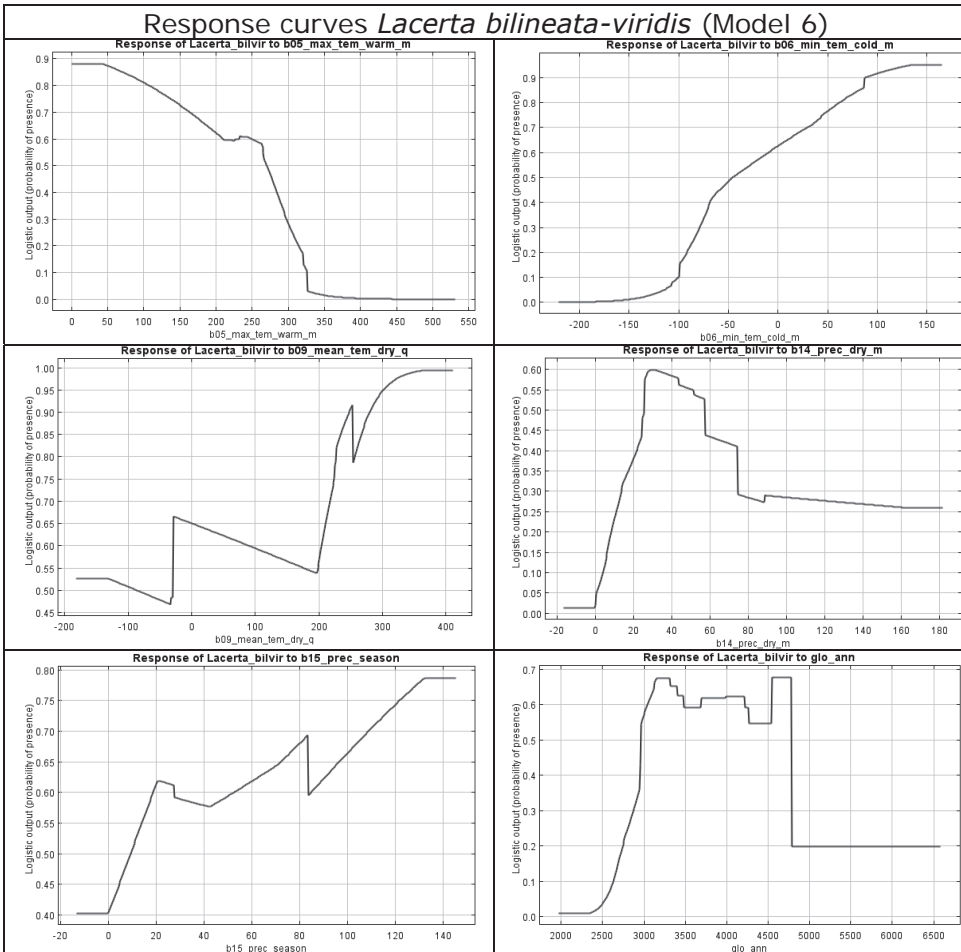 Response curves Lacerta bilineata-viridis (Model 6)
Response of Lacerta_bilvir to b05_max_tem_warm_m
Logistic output (probability of presence)
0.9
0.8
0.7
0.6
0.5
0.4
0.3
0.2
0.1
0.0
0 50 100 150 200 250 300 350 400 450 500 550
b05_max_tem_warm_m
Response of Lacerta_bilvir to b06_min_tem_cold_m
Logistic output (probability of presence)
0.9
0.8
0.7
0.6
0.5
0.4
0.3
0.2
0.1
0.0
-200 -150 -100 -50 0 50 100 150
b06_min_tem_cold_m
Response of Lacerta_bilvir to b09_mean_tem_dry_q
Logistic output (probability of presence)
1.00
0.95
0.90
0.85
0.80
0.75
0.70
0.65
0.60
0.55
0.50
0.45
-200 -100 0 100 200 300 400
b09_mean_tem_dry_q
Response of Lacerta_bilvir to b14_prec_dry_m
Logistic output (probability of presence)
0.60
0.55
0.50
0.45
0.40
0.35
0.30
0.25
0.20
0.15
0.10
0.05
0.00
-20 0 20 40 60 80 100 120 140 160 180
b14_prec_dry_m
Response of Lacerta_bilvir to b15_prec_season
Logistic output (probability of presence)
0.80
0.75
0.70
0.65
0.60
0.55
0.50
0.45
0.40
-20 0 20 40 60 80 100 120 140
b15_prec_season
Response of Lacerta_bilvir to glo_ann
Logistic output (probability of presence)
0.7
0.6
0.5
0.4
0.3
0.2
0.1
0.0
2000 2500 3000 3500 4000 4500 5000 5500 6000 6500
glo_ann